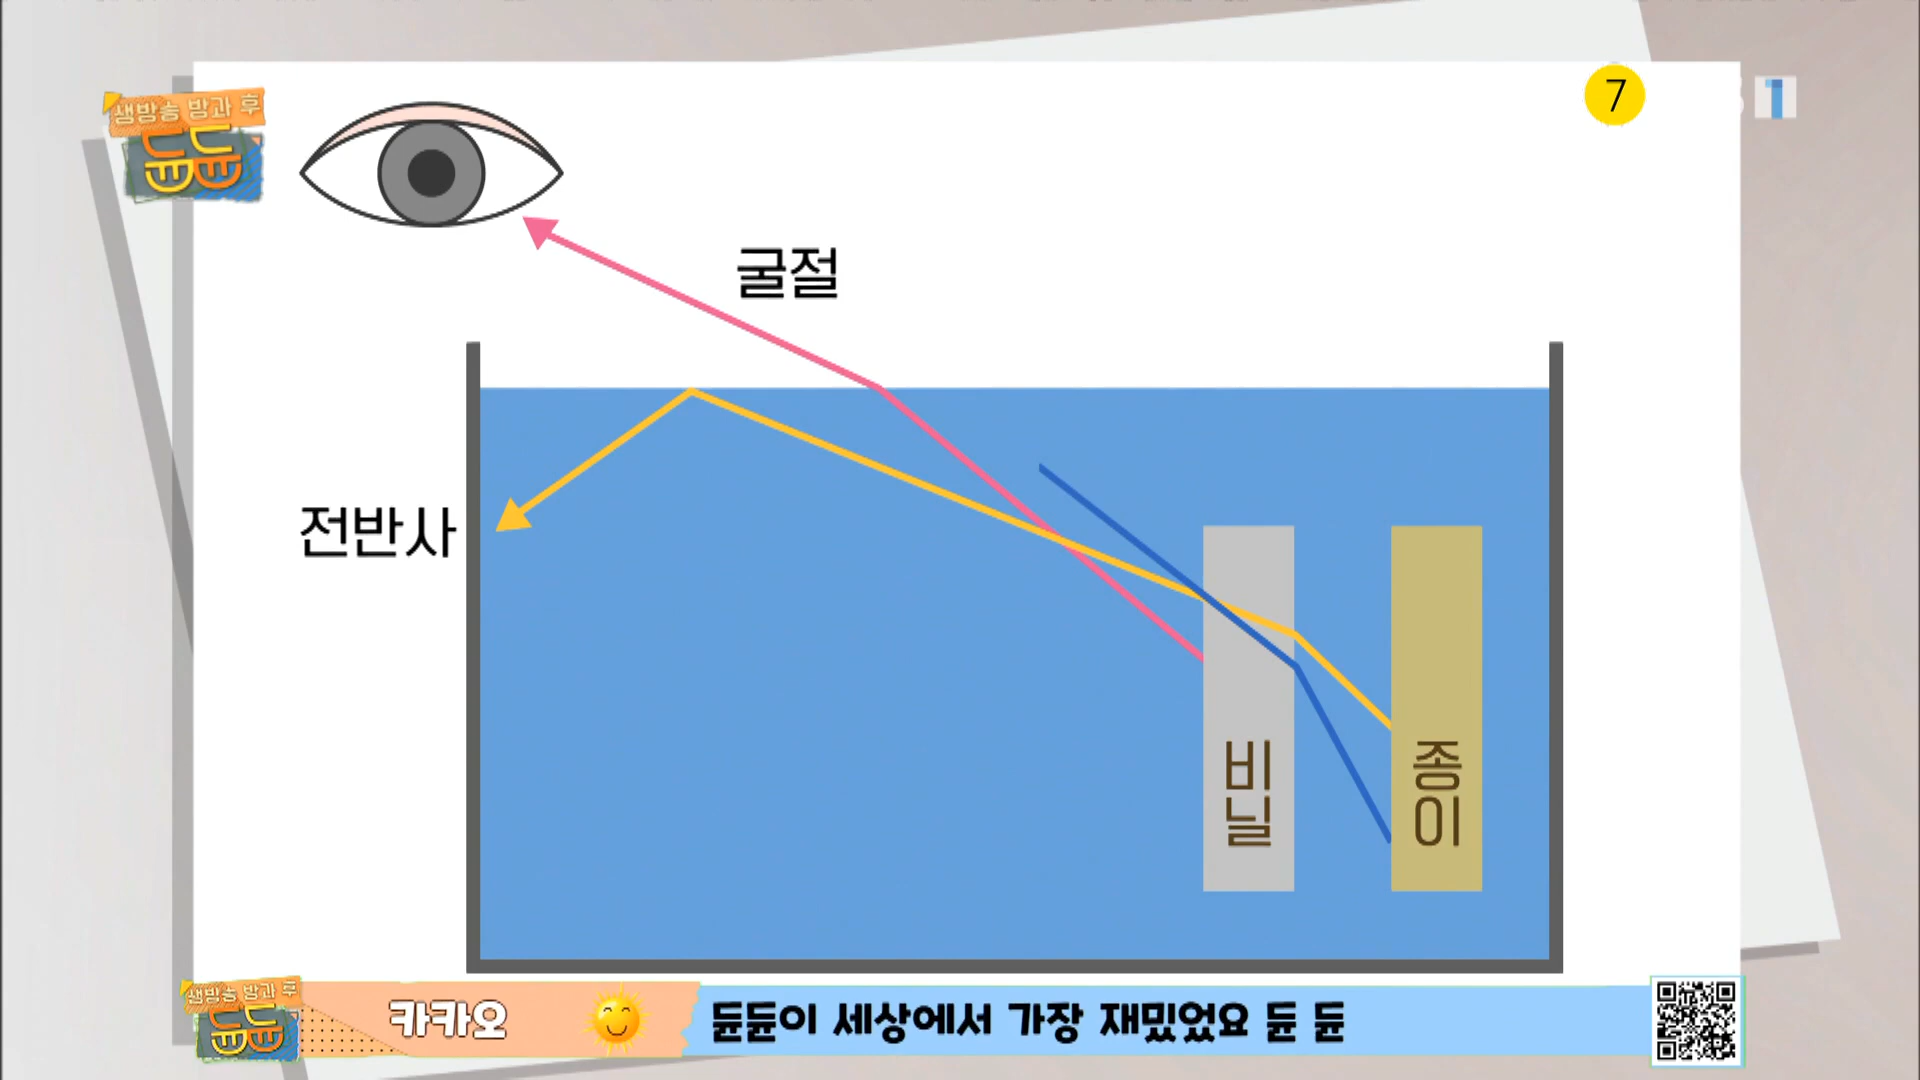 생방송 방과 후
듄듄
7
1
굴절
전반사
비닐
종이
생방송 방과 후
듄듄
카카오
듄듄이 세상에서 가장 재밌었요 듄 듄